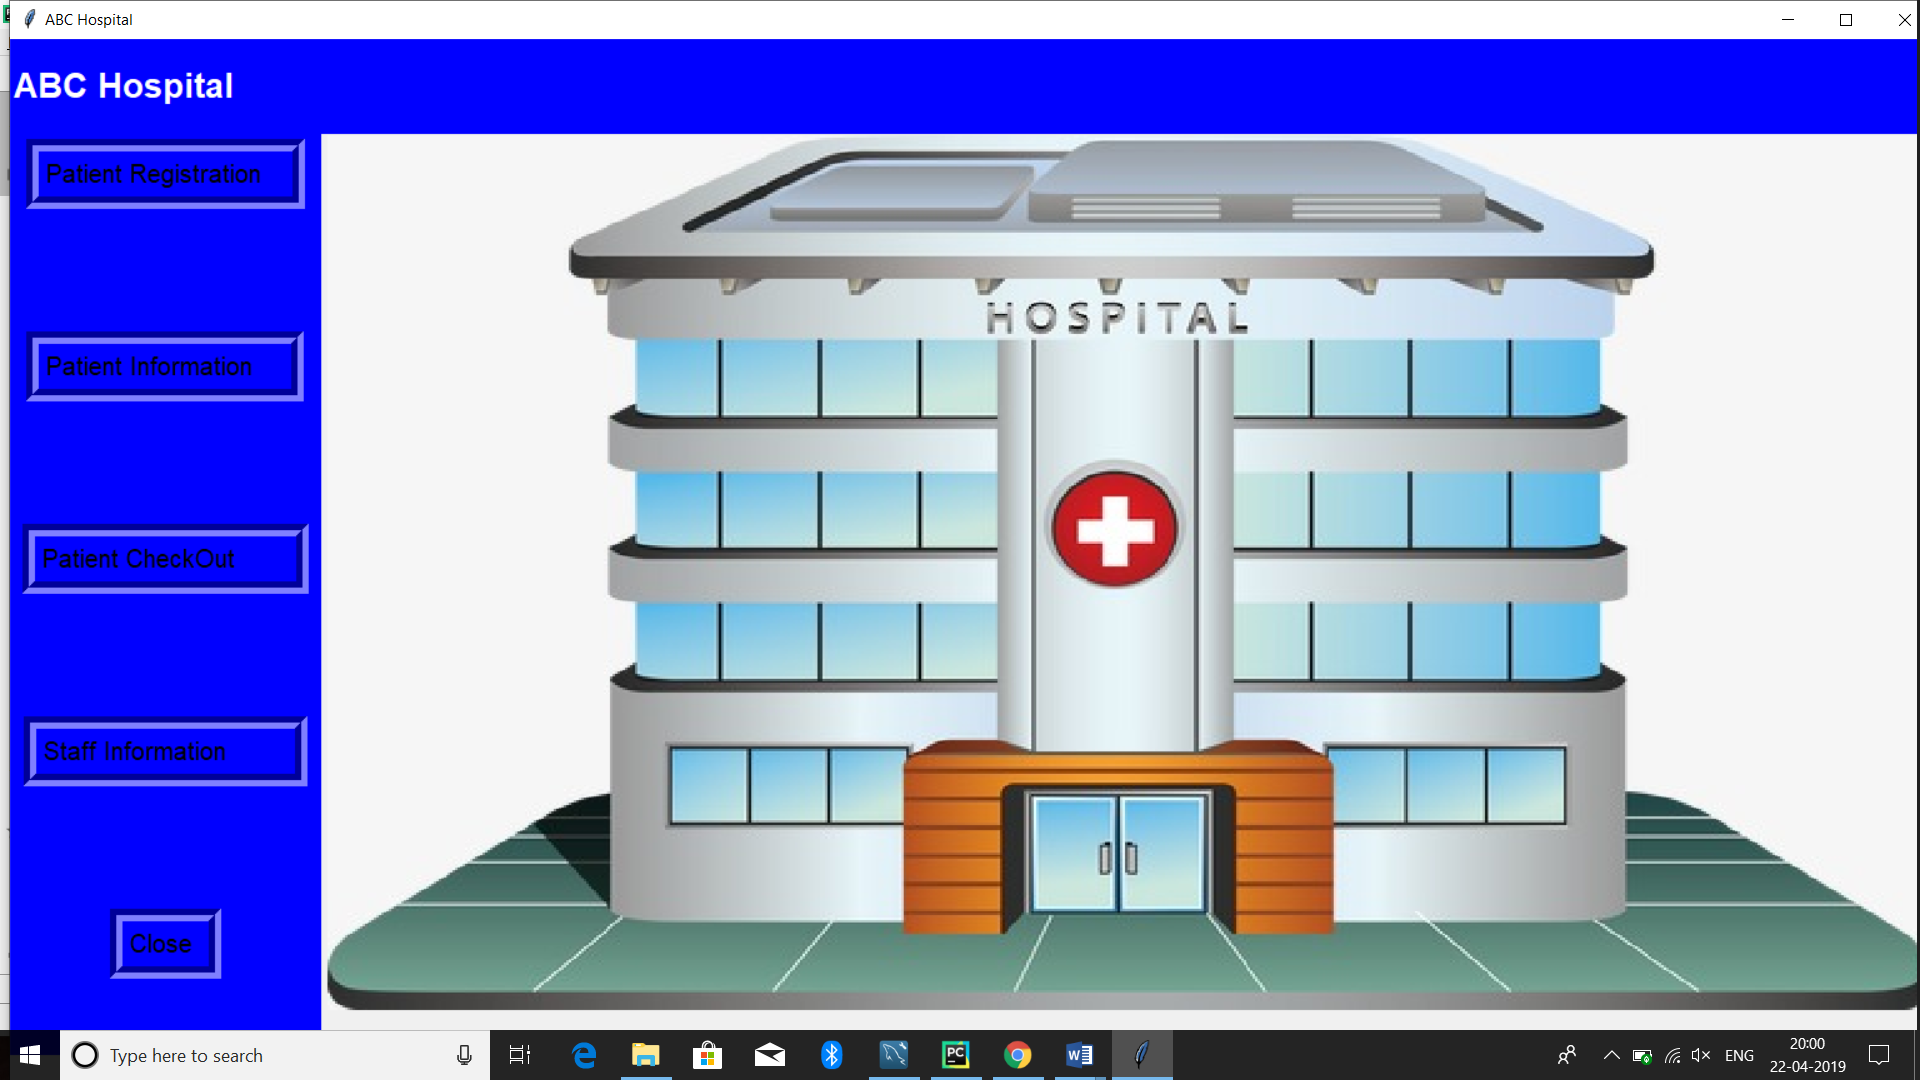 ABC Hospital
ABC Hospital
Patient Registration
Patient Information
Patient CheckOut
Staff Information
Close
HOSPITAL
Type here to search
PC
W
ENG
20:00
22-04-2019